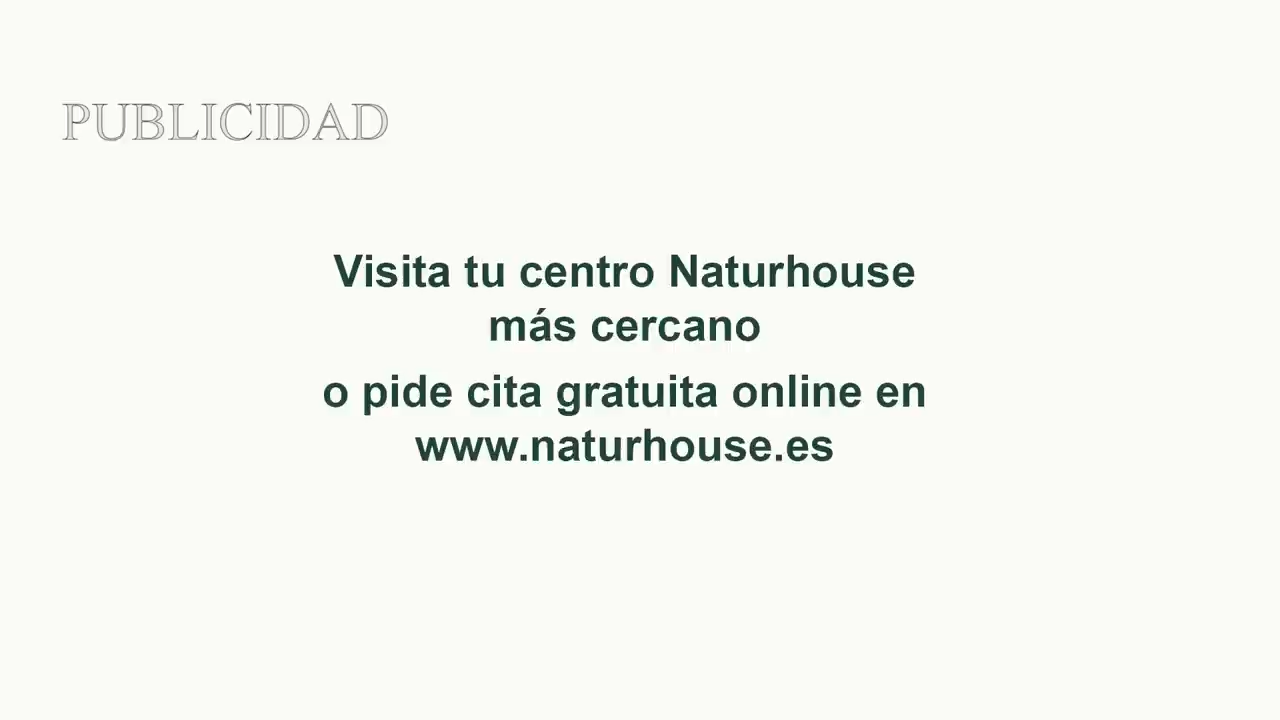 PUBLICIDAD
Visita tu centro Naturhouse
más cercano
o pide cita gratuita online en
www.naturhouse.es